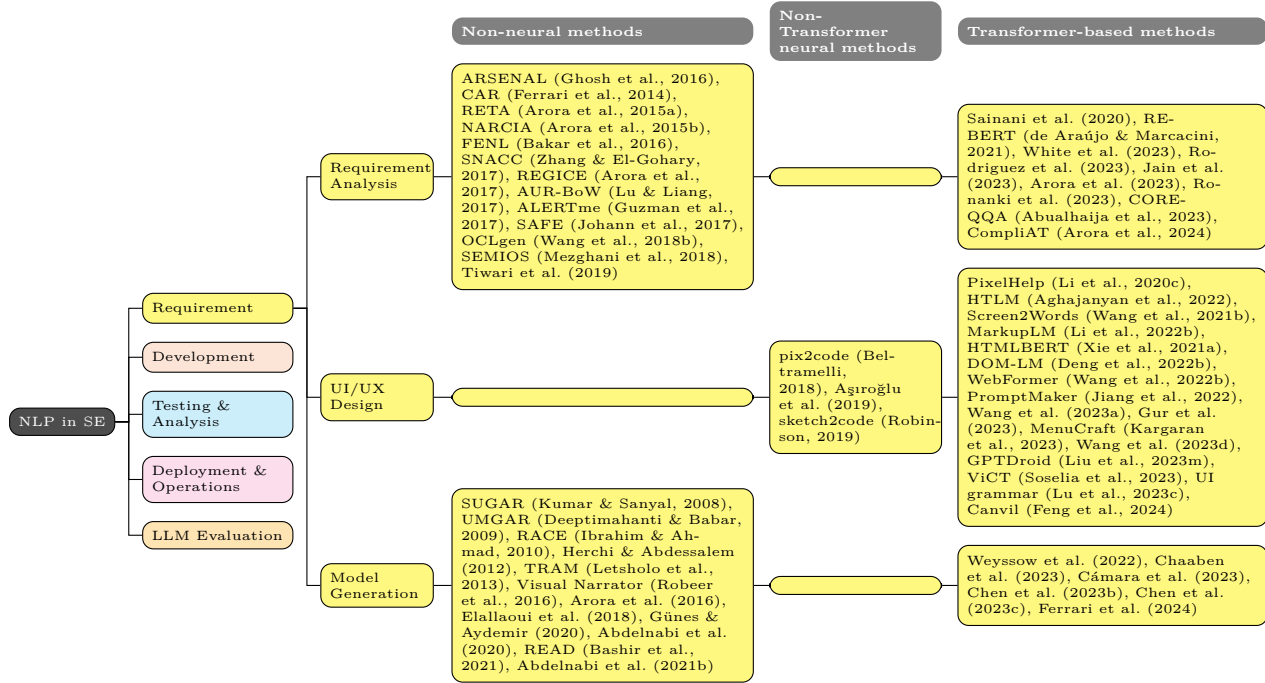 Non-neural methods
Non-
Transformer
neural methods
Transformer-based methods
NLP in SE
Requirement
Development
Testing &
Analysis
Deployment &
Operations
LLM Evaluation
Requirement
Analysis
ARSENAL (Ghosh et al., 2016),
CAR (Ferrari et al., 2014),
RETA (Arora et al., 2015a)
NARCIA (Arora et al., 2015b)
FENL (Bakar et al., 2016),
SNACC (Zhang & El-Gohary,
2017), REGICE (Arora et al.,
2017), AUR-BoW (Lu & Liang,
2017), ALERTme (Guzman et al.,
2017), SAFE (Johann et al., 2017),
OCLgen (Wang et al., 2018b),
SEMIOS (Mezghani et al., 2018),
Tiwari et al. (2019)
Sainani et al. (2020), RE-
BERT (de Araújo & Marcacini,
2021), White et al. (2023), Ro-
driguez et al. (2023), Jain et al.
(2023), Arora et al. (2023), Ro-
nanki et al. (2023), CORE-
QQA (Abualhaija et al., 2023),
CompliAT (Arora et al., 2024)
UI/UX
Design
pix2code (Bel-
tramelli,
2018), Aşıroğlu
et al. (2019),
sketch2code (Robin-
son, 2019)
PixelHelp (Li et al., 2020c),
HTLM (Aghajanyan et al., 2022),
Screen2Words (Wang et al., 2021b),
MarkupLM (Li et al., 2022b),
HTMLBERT (Xie et al., 2021a),
DOM-LM (Deng et al., 2022b),
WebFormer (Wang et al., 2022b),
PromptMaker (Jiang et al., 2022),
Wang et al. (2023a), Gur et al.
(2023), MenuCraft (Kargaran
et al., 2023), Wang et al. (2023d),
GPTDroid (Liu et al., 2023m),
ViCT (Soselia et al., 2023), UI
grammar (Lu et al., 2023c),
Canvil (Feng et al., 2024)
Model
Generation
SUGAR (Kumar & Sanyal, 2008),
UMGAR (Deeptimahanti & Babar,
2009), RACE (Ibrahim & Ah-
mad, 2010), Herchi & Abdessalem
(2012), TRAM (Letsholo et al.,
2013), Visual Narrator (Robeer
et al., 2016), Arora et al. (2016),
Elallaoui et al. (2018), Günes &
Aydemir (2020), Abdelnabi et al.
(2020), READ (Bashir et al.,
2021), Abdelnabi et al. (2021b)
Weyssow et al. (2022), Chaaben
et al. (2023), Cámara et al. (2023),
Chen et al. (2023b), Chen et al.
(2023c), Ferrari et al. (2024)